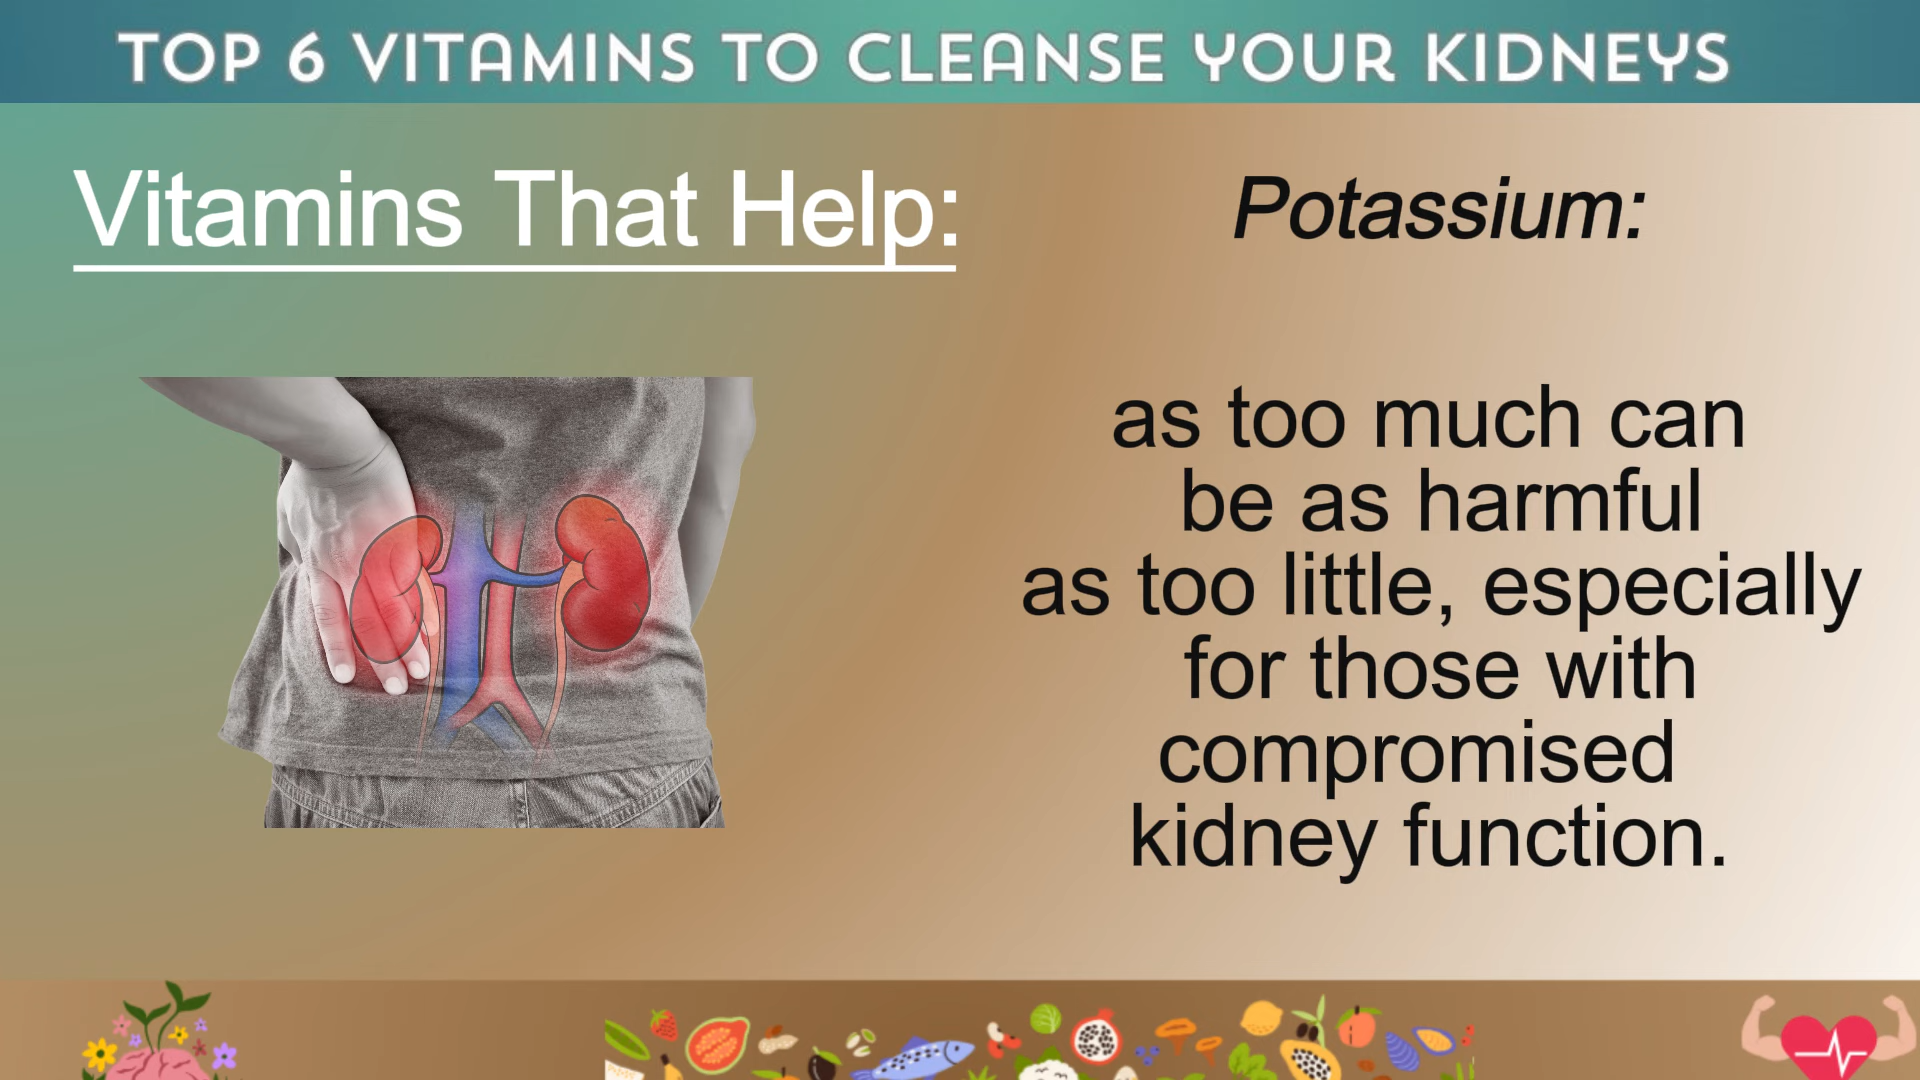 TOP 6 VITAMINS TO CLEANSE YOUR KIDNEYS
Vitamins That Help:
Potassium:
as too much can
be as harmful
as too little, especially
for those with
compromised
kidney function.